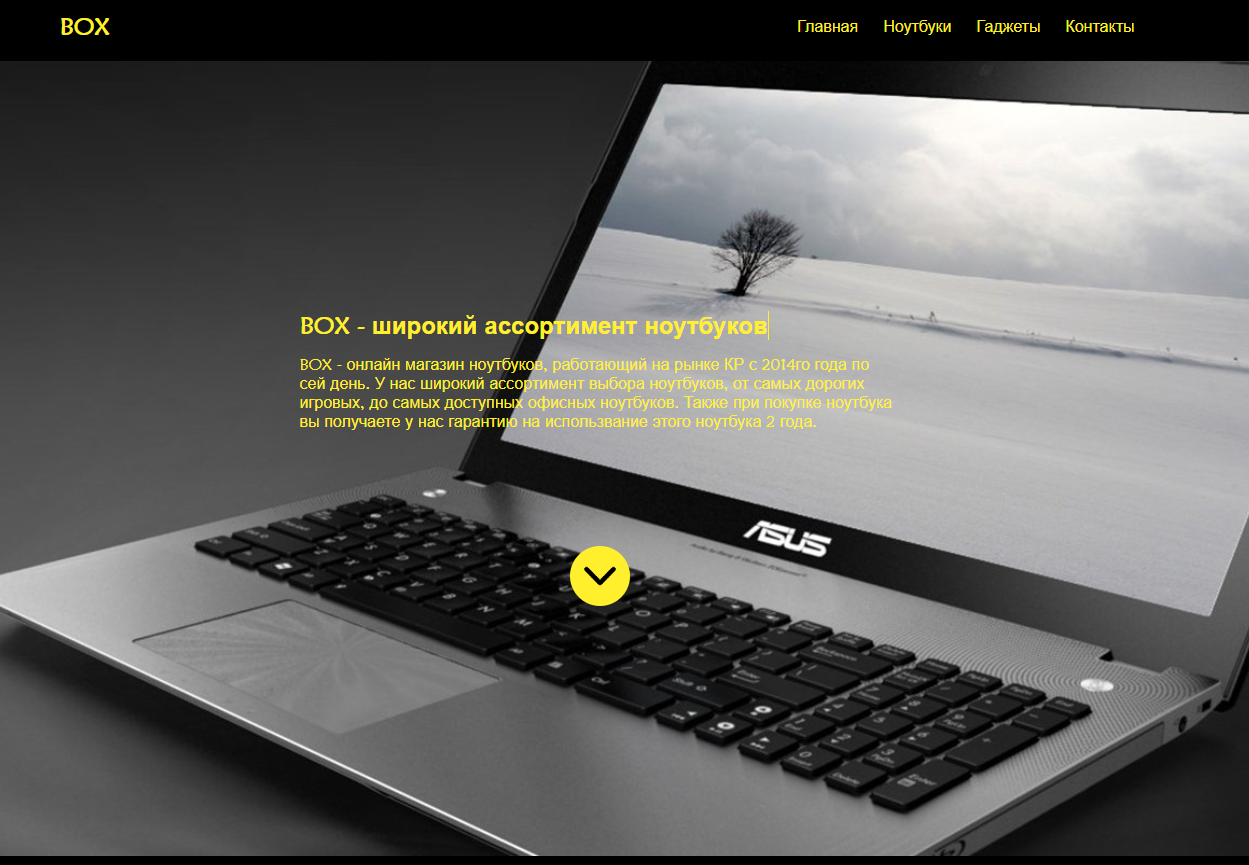 BOX
Главная Ноутбуки Гаджеты Контакты
BOX - широкий ассортимент ноутбуков
BOX - онлайн магазин ноутбуков, работающий на рынке КР с 2014го года по
сей день. У нас широкий ассортимент выбора ноутбуков, от самых дорогих
игровых, до самых доступных офисных ноутбуков. Также при покупке ноутбука
вы получаете у нас гарантию на использвание этого ноутбука 2 года.
ASUS